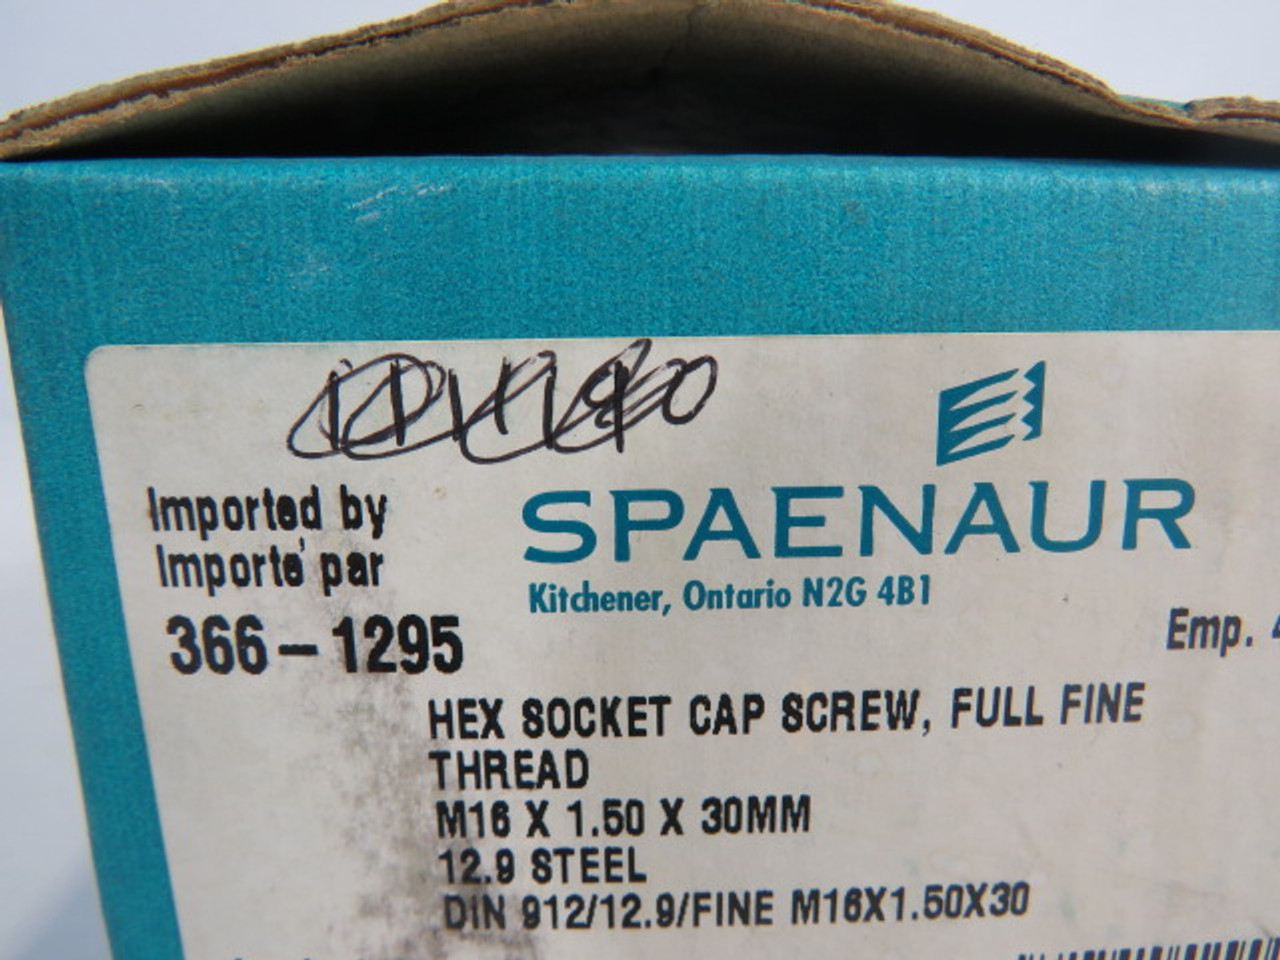 Imported by
Importé par
SPAENAUR
Kitchener, Ontario N2G 4B1
366-1295
Emp.
HEX SOCKET CAP SCREW, FULL FINE
THREAD
M16 X 1.50 X 30MM
12.9 STEEL
DIN 912/12.9/FINE M16X1.50X30